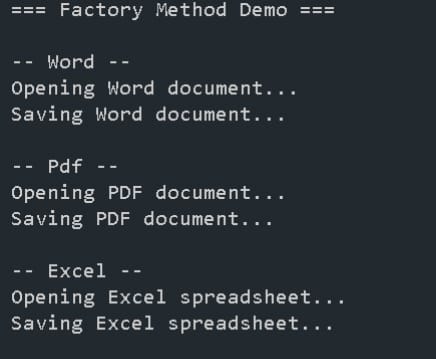 === Factory Method Demo ===
-- Word --
Opening Word document...
Saving Word document...
-- Pdf --
Opening PDF document...
Saving PDF document...
-- Excel --
Opening Excel spreadsheet...
Saving Excel spreadsheet...